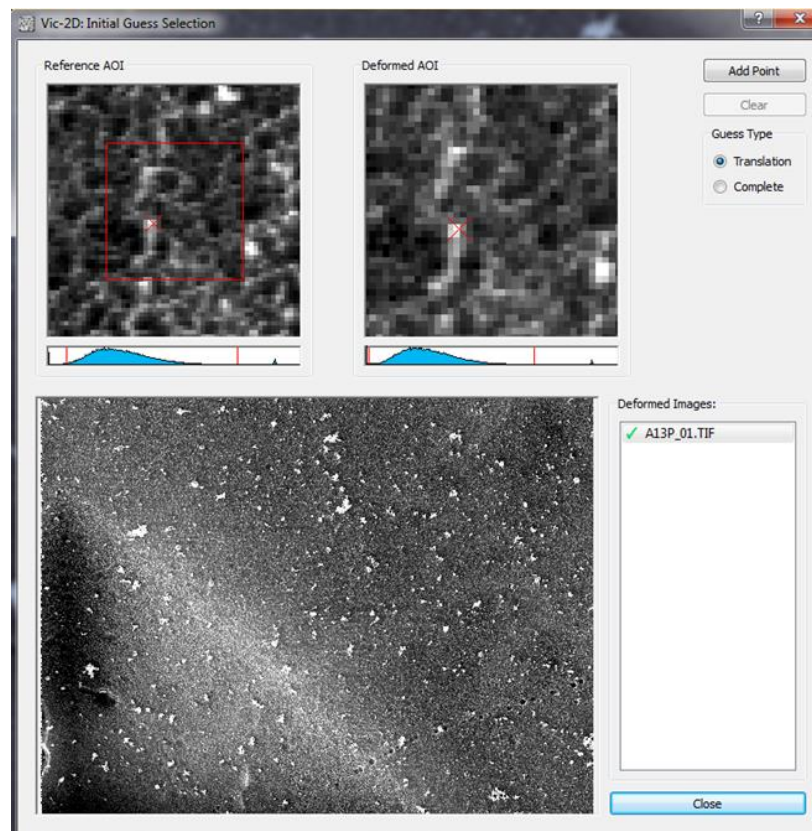 Vic-2D: Initial Guess Selection
Reference AOI
Deformed AOI
Add Point
Clear
Guess Type
Translation
Complete
Deformed Images:
A13P_01.TIF
Close